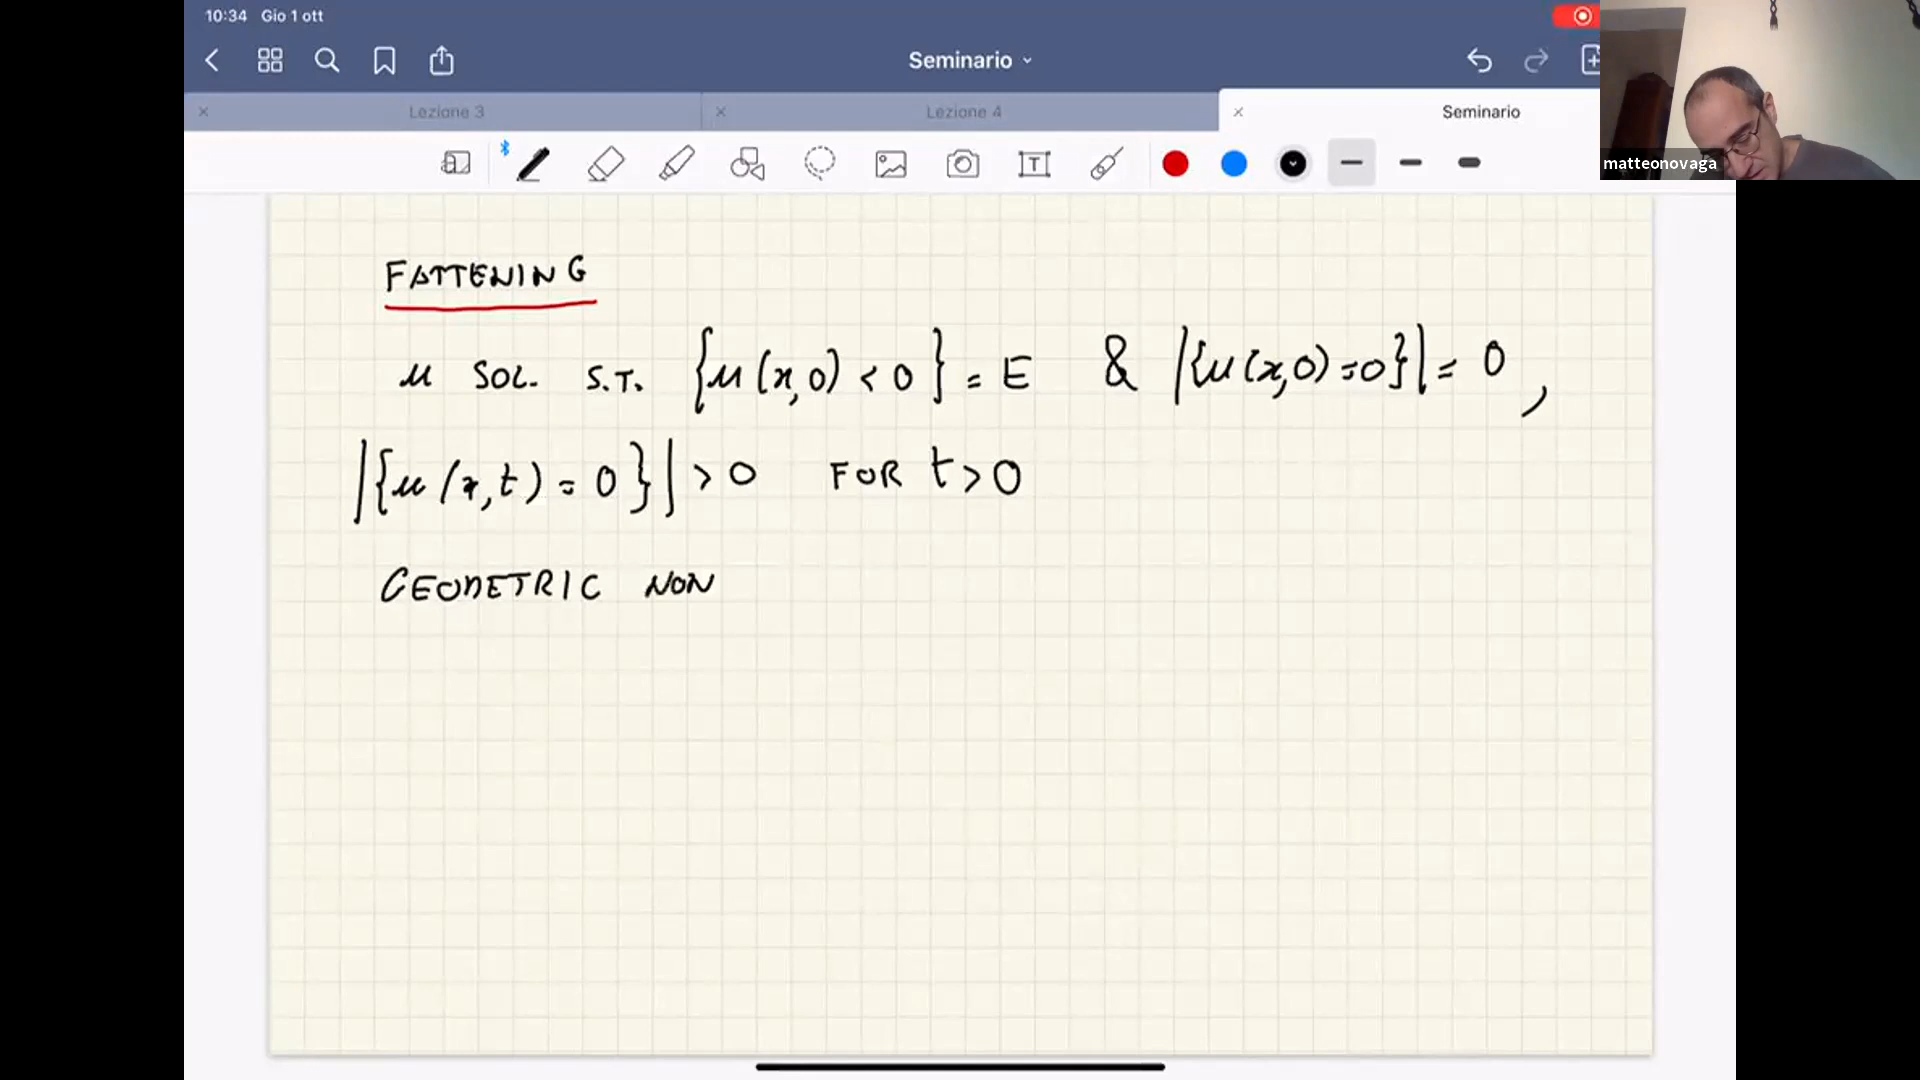 10:34 Gio 1 ott
Seminario
Lezione 3
Lezione 4
Seminario
T
matteonovaga
FATTENING
u SOL. S.T. {u(x,0) < 0} = E & |{u(x,0)=0}| = 0,
|{u(x,t) = 0}| > 0 FOR t > 0
GEOMETRIC NON